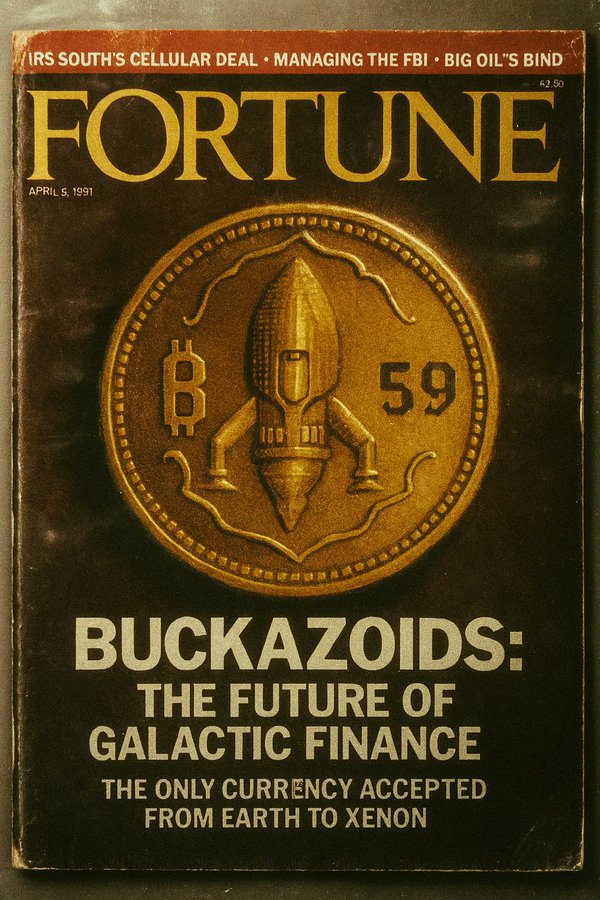 IRS SOUTH'S CELLULAR DEAL • MANAGING THE FBI • BIG OIL"S BIND
62.50
FORTUNE
APRIL 5, 1991
B
59
BUCKAZOIDS:
THE FUTURE OF
GALACTIC FINANCE
THE ONLY CURRENCY ACCEPTED
FROM EARTH TO XENON